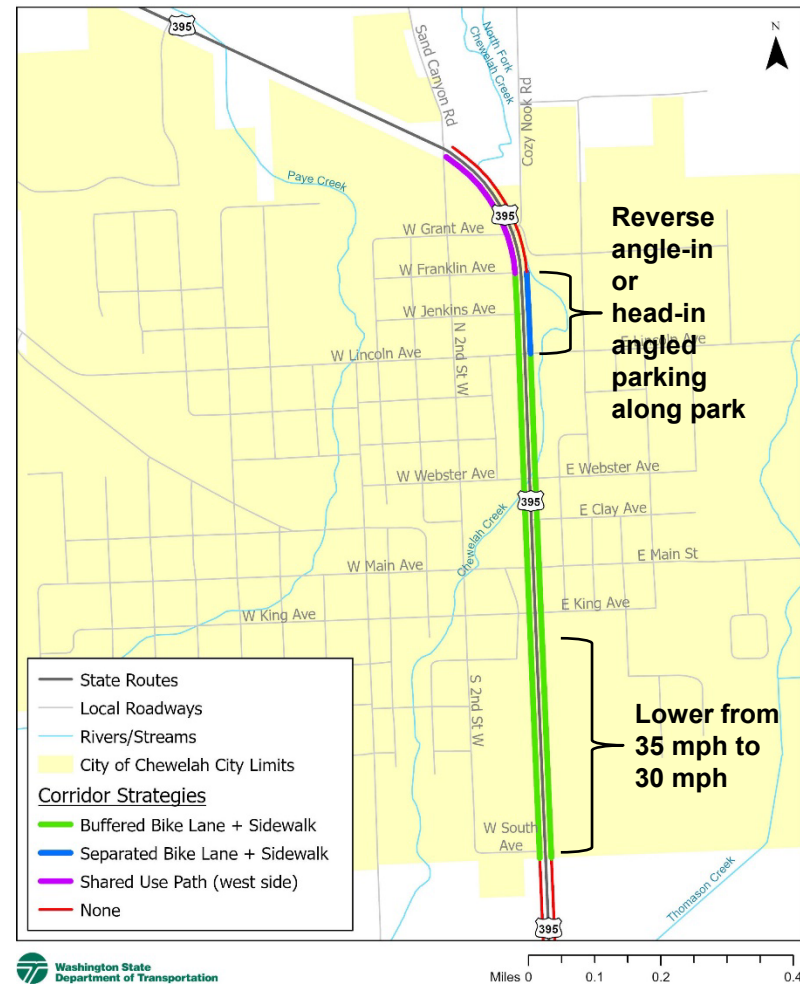 395
N
Sand Canyon Rd
North Fork
Chewelah Creek
Cozy Nook Rd
Paye Creek
395
W Grant Ave
W Franklin Ave
W Jenkins Ave
N 2nd St W
W Lincoln Ave
E Lincoln Ave
Reverse
angle-in
or
head-in
angled
parking
along park
W Webster Ave
E Webster Ave
395
E Clay Ave
Chewelah Creek
W Main Ave
E Main St
W King Ave
E King Ave
S 2nd St W
Lower from
35 mph to
30 mph
W South
Ave
Thomason Creek
395
State Routes
Local Roadways
Rivers/Streams
City of Chewelah City Limits
Corridor Strategies
Buffered Bike Lane + Sidewalk
Separated Bike Lane + Sidewalk
Shared Use Path (west side)
None
Washington State
Department of Transportation
Miles 0 0.1 0.2 0.4